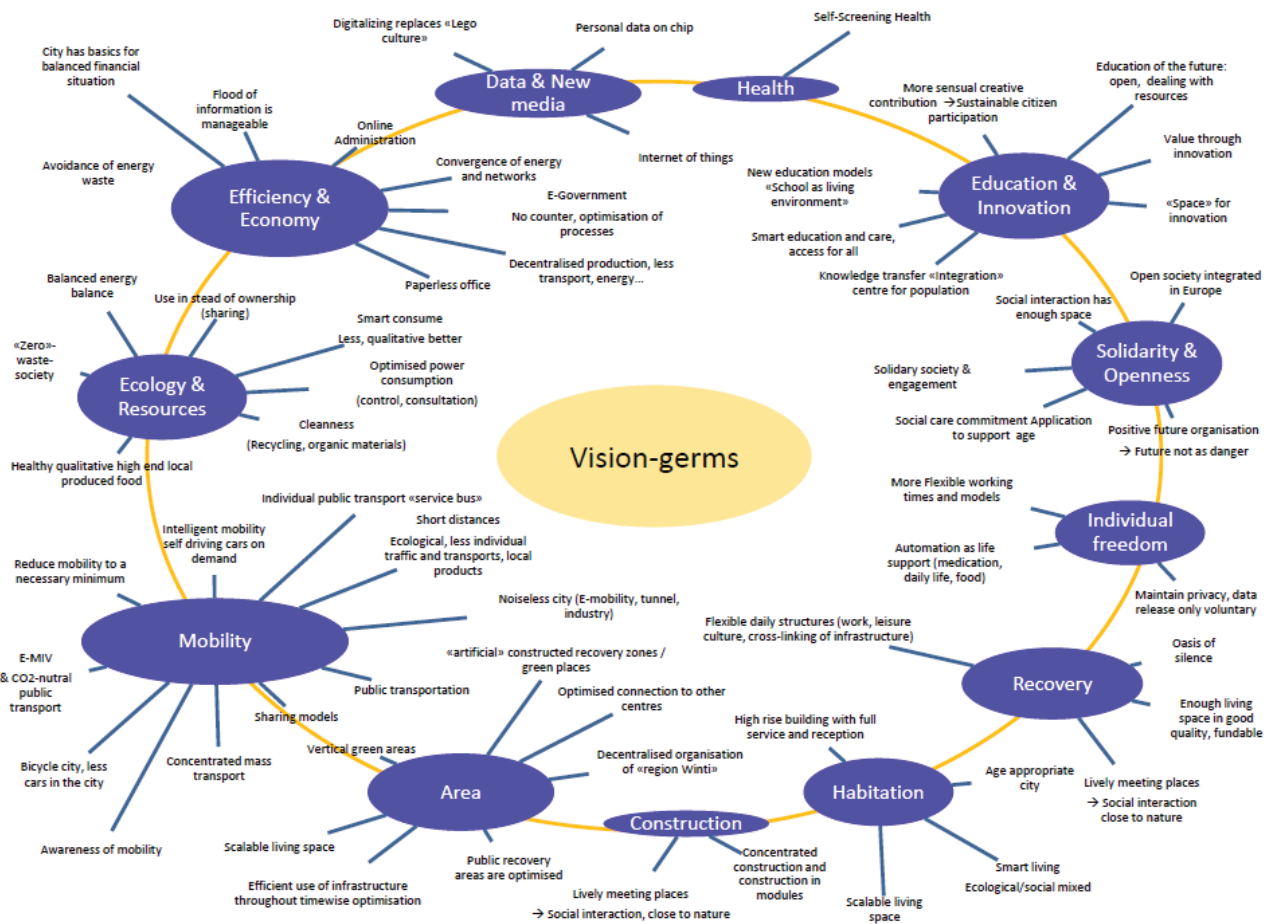 Digitalizing replaces «Lego
culture»
Personal data on chip
Self-Screening Health
City has basics for
balanced financial
situation
Data & New
media
Health
Education of the future:
open, dealing with
resources
More sensual creative
contribution → Sustainable citizen
participation
Flood of
information is
manageable
Online
Administration
Value through
innovation
Avoidance of energy
waste
Convergence of energy
and networks
Internet of things
New education models
«School as living
environment»
Education &
Innovation
Efficiency &
Economy
E-Government
No counter, optimisation of
processes
«Space» for
innovation
Smart education and care,
access for all
Decentralised production, less
transport, energy...
Paperless office
Knowledge transfer «Integration»
centre for population
Open society integrated
in Europe
Balanced energy
balance
Use in stead of ownership
(sharing)
Social interaction has
enough space
Smart consume
Less, qualitative better
«Zero»-
waste-
society
Ecology &
Resources
Optimised power
consumption
(control, consultation)
Solidarity &
Openness
Solidary society &
engagement
Cleanness
(Recycling, organic materials)
Social care commitment Application
to support age
Positive future organisation
→ Future not as danger
Healthy qualitative high end local
produced food
Vision-germs
Individual public transport «service bus»
More Flexible working
times and models
Short distances
Intelligent mobility
self driving cars on
demand
Ecological, less individual
traffic and transports, local
products
Individual
freedom
Reduce mobility to a
necessary minimum
Automation as life
support (medication,
daily life, food)
Maintain privacy, data
release only voluntary
Noiseless city (E-mobility, tunnel,
industry)
Mobility
Flexible daily structures (work, leisure
culture, cross-linking of infrastructure)
Oasis of
silence
«artificial» constructed recovery zones /
green places
E-MIV
& CO2-nutral
public
transport
Public transportation
Recovery
Optimised connection to other
centres
Enough living
space in good
quality, fundable
Sharing models
High rise building with full
service and reception
Vertical green areas
Bicycle city, less
cars in the city
Concentrated mass
transport
Decentralised organisation
of «region Winti»
Area
Habitation
Age appropriate
city
Lively meeting places
→ Social interaction
close to nature
Construction
Awareness of mobility
Scalable living space
Public recovery
areas are optimised
Concentrated
construction and
construction in
modules
Efficient use of infrastructure
throughout timewise optimisation
Lively meeting places
→ Social interaction, close to nature
Smart living
Ecological/social mixed
Scalable living
space